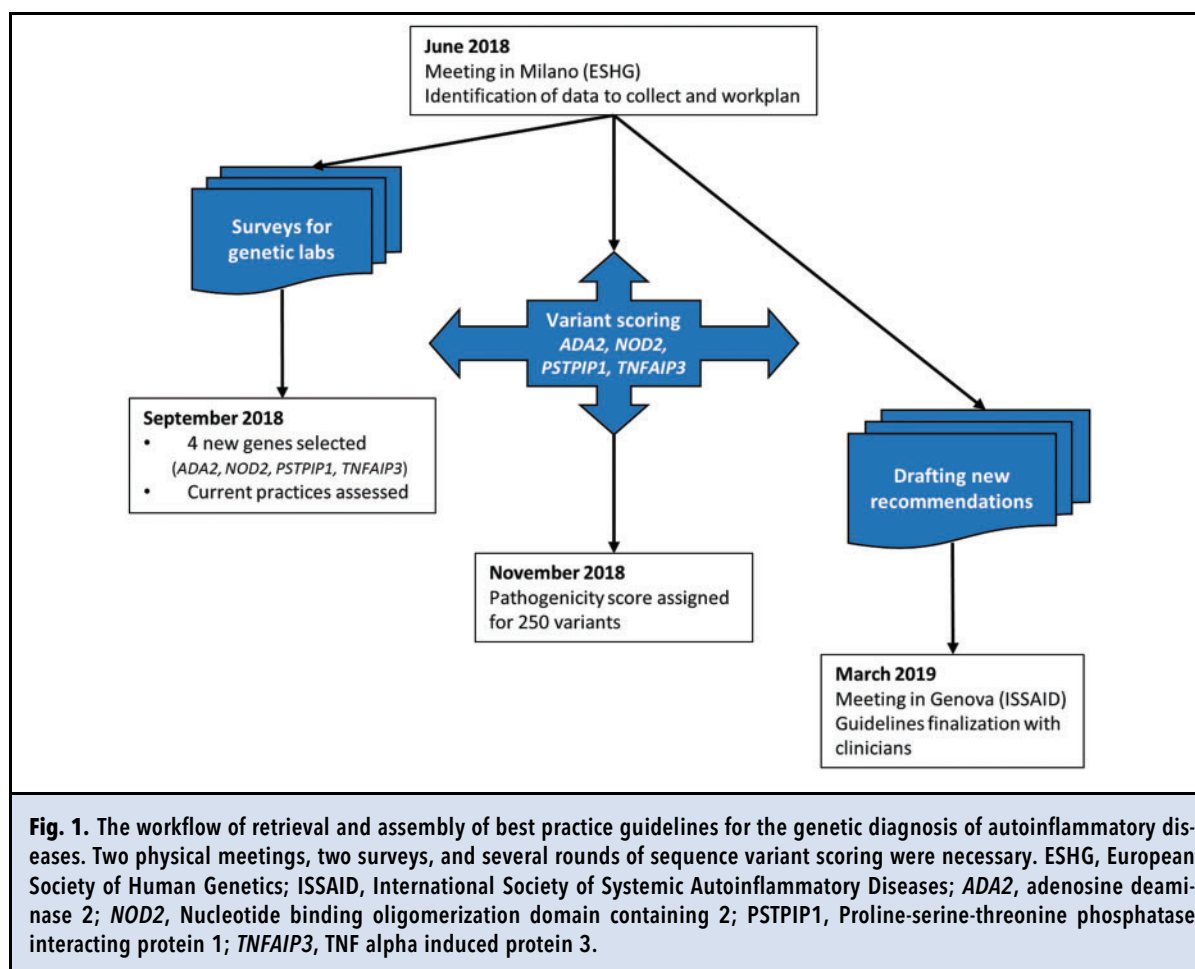 June 2018
Meeting in Milano (ESHG)
Identification of data to collect and workplan
Surveys for
genetic labs
Variant scoring
ADA2, NOD2,
PSTPIP1, TNFAIP3
September 2018
• 4 new genes selected
(ADA2, NOD2, PSTPIP1, TNFAIP3)
• Current practices assessed
Drafting new
recommendations
November 2018
Pathogenicity score assigned
for 250 variants
March 2019
Meeting in Genova (ISSAID)
Guidelines finalization with
clinicians
Fig. 1. The workflow of retrieval and assembly of best practice guidelines for the genetic diagnosis of autoinflammatory dis-
eases. Two physical meetings, two surveys, and several rounds of sequence variant scoring were necessary. ESHG, European
Society of Human Genetics; ISSAID, International Society of Systemic Autoinflammatory Diseases; ADA2, adenosine deami-
nase 2; NOD2, Nucleotide binding oligomerization domain containing 2; PSTPIP1, Proline-serine-threonine phosphatase
interacting protein 1; TNFAIP3, TNF alpha induced protein 3.